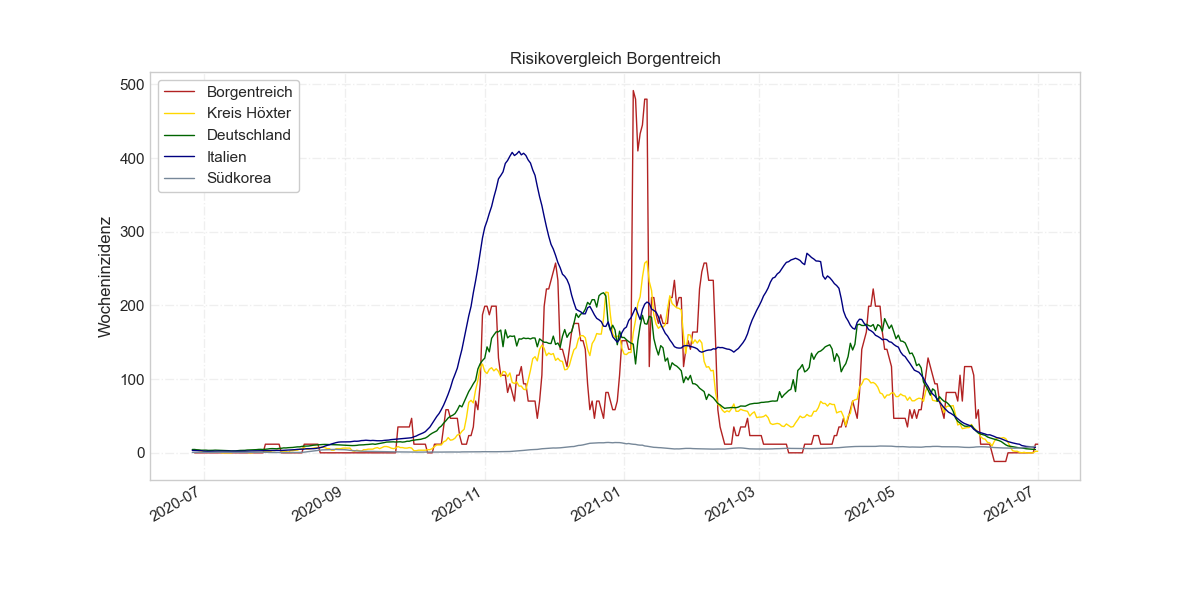 Risikovergleich Borgentreich
Wocheninzidenz
500
400
300
200
100
0
Borgentreich
Kreis Höxter
Deutschland
Italien
Südkorea
2020-07
2020-09
2020-11
2021-01
2021-03
2021-05
2021-07